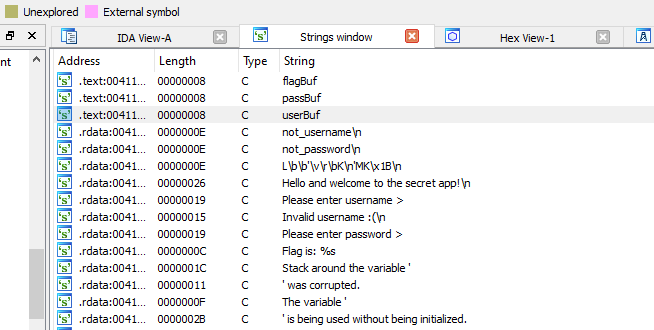 Unexplored External symbol
IDA View-A Strings window Hex View-1
nt Address Length Type String
.text:00411... 00000008 C flagBuf
.text:00411... 00000008 C passBuf
.text:00411... 00000008 C userBuf
.rdata:0041... 0000000E C not_username\n
.rdata:0041... 0000000E C not_password\n
.rdata:0041... 0000000E C L\b\b'\v\r\bK\n'MK\x1B\n
.rdata:0041... 00000026 C Hello and welcome to the secret app!\n
.rdata:0041... 00000019 C Please enter username >
.rdata:0041... 00000015 C Invalid username :(\n
.rdata:0041... 00000019 C Please enter password >
.rdata:0041... 0000000C C Flag is: %s
.rdata:0041... 0000001C C Stack around the variable '
.rdata:0041... 00000011 C ' was corrupted.
.rdata:0041... 0000000F C The variable '
.rdata:0041... 0000002B C ' is being used without being initialized.